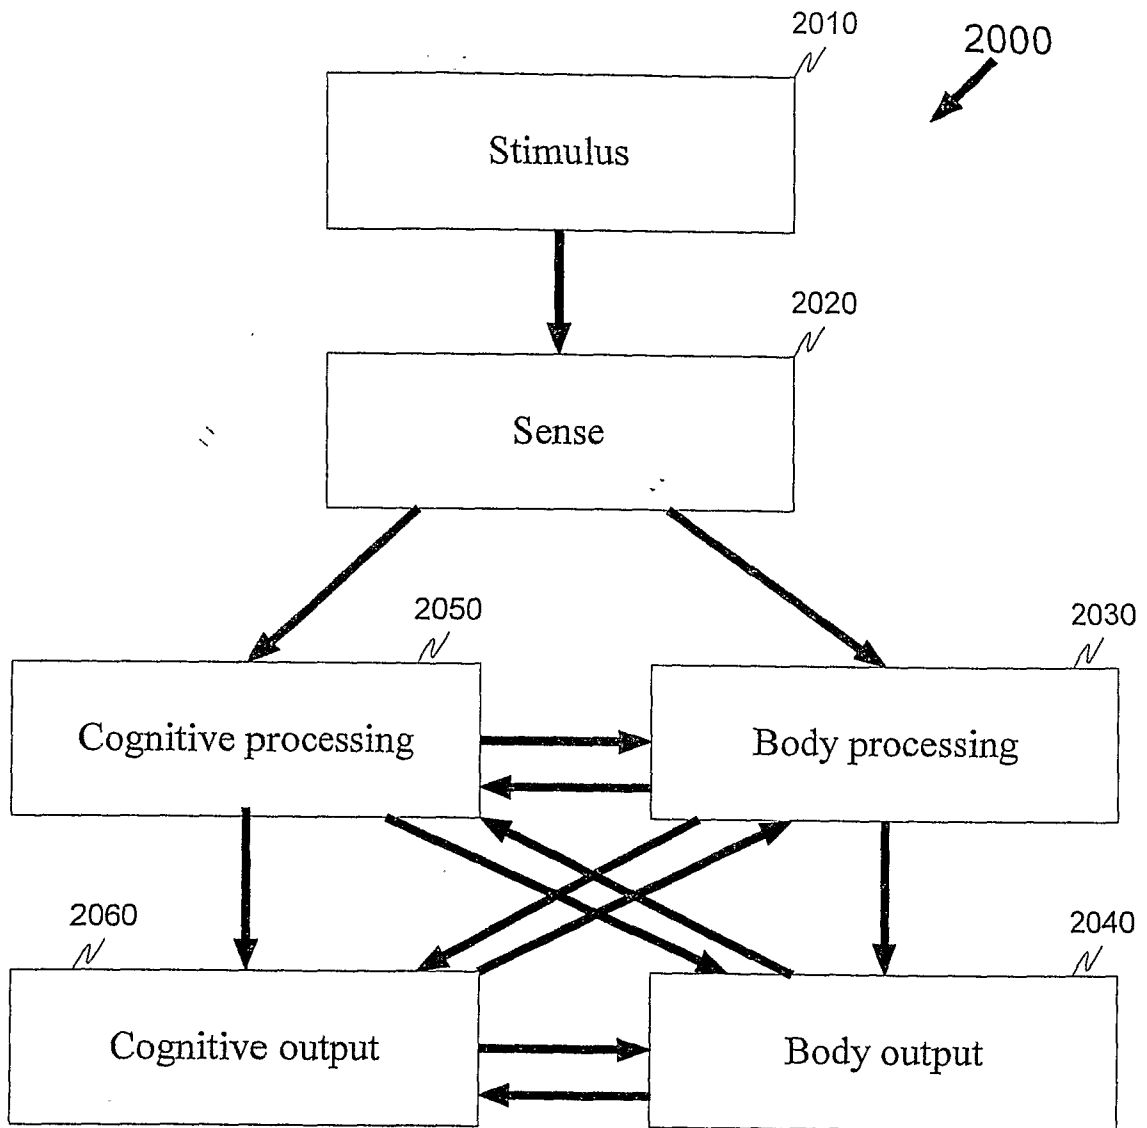 2010
2000
Stimulus
2020
Sense
2050
2030
Cognitive processing
Body processing
2060
2040
Cognitive output
Body output